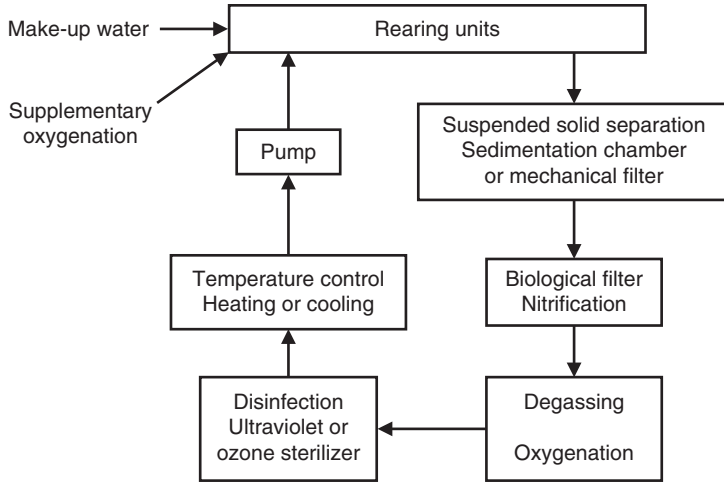 Make-up water
Rearing units
Supplementary
oxygenation
Pump
Suspended solid separation
Sedimentation chamber
or mechanical filter
Temperature control
Heating or cooling
Biological filter
Nitrification
Disinfection
Ultraviolet or
ozone sterilizer
Degassing
Oxygenation